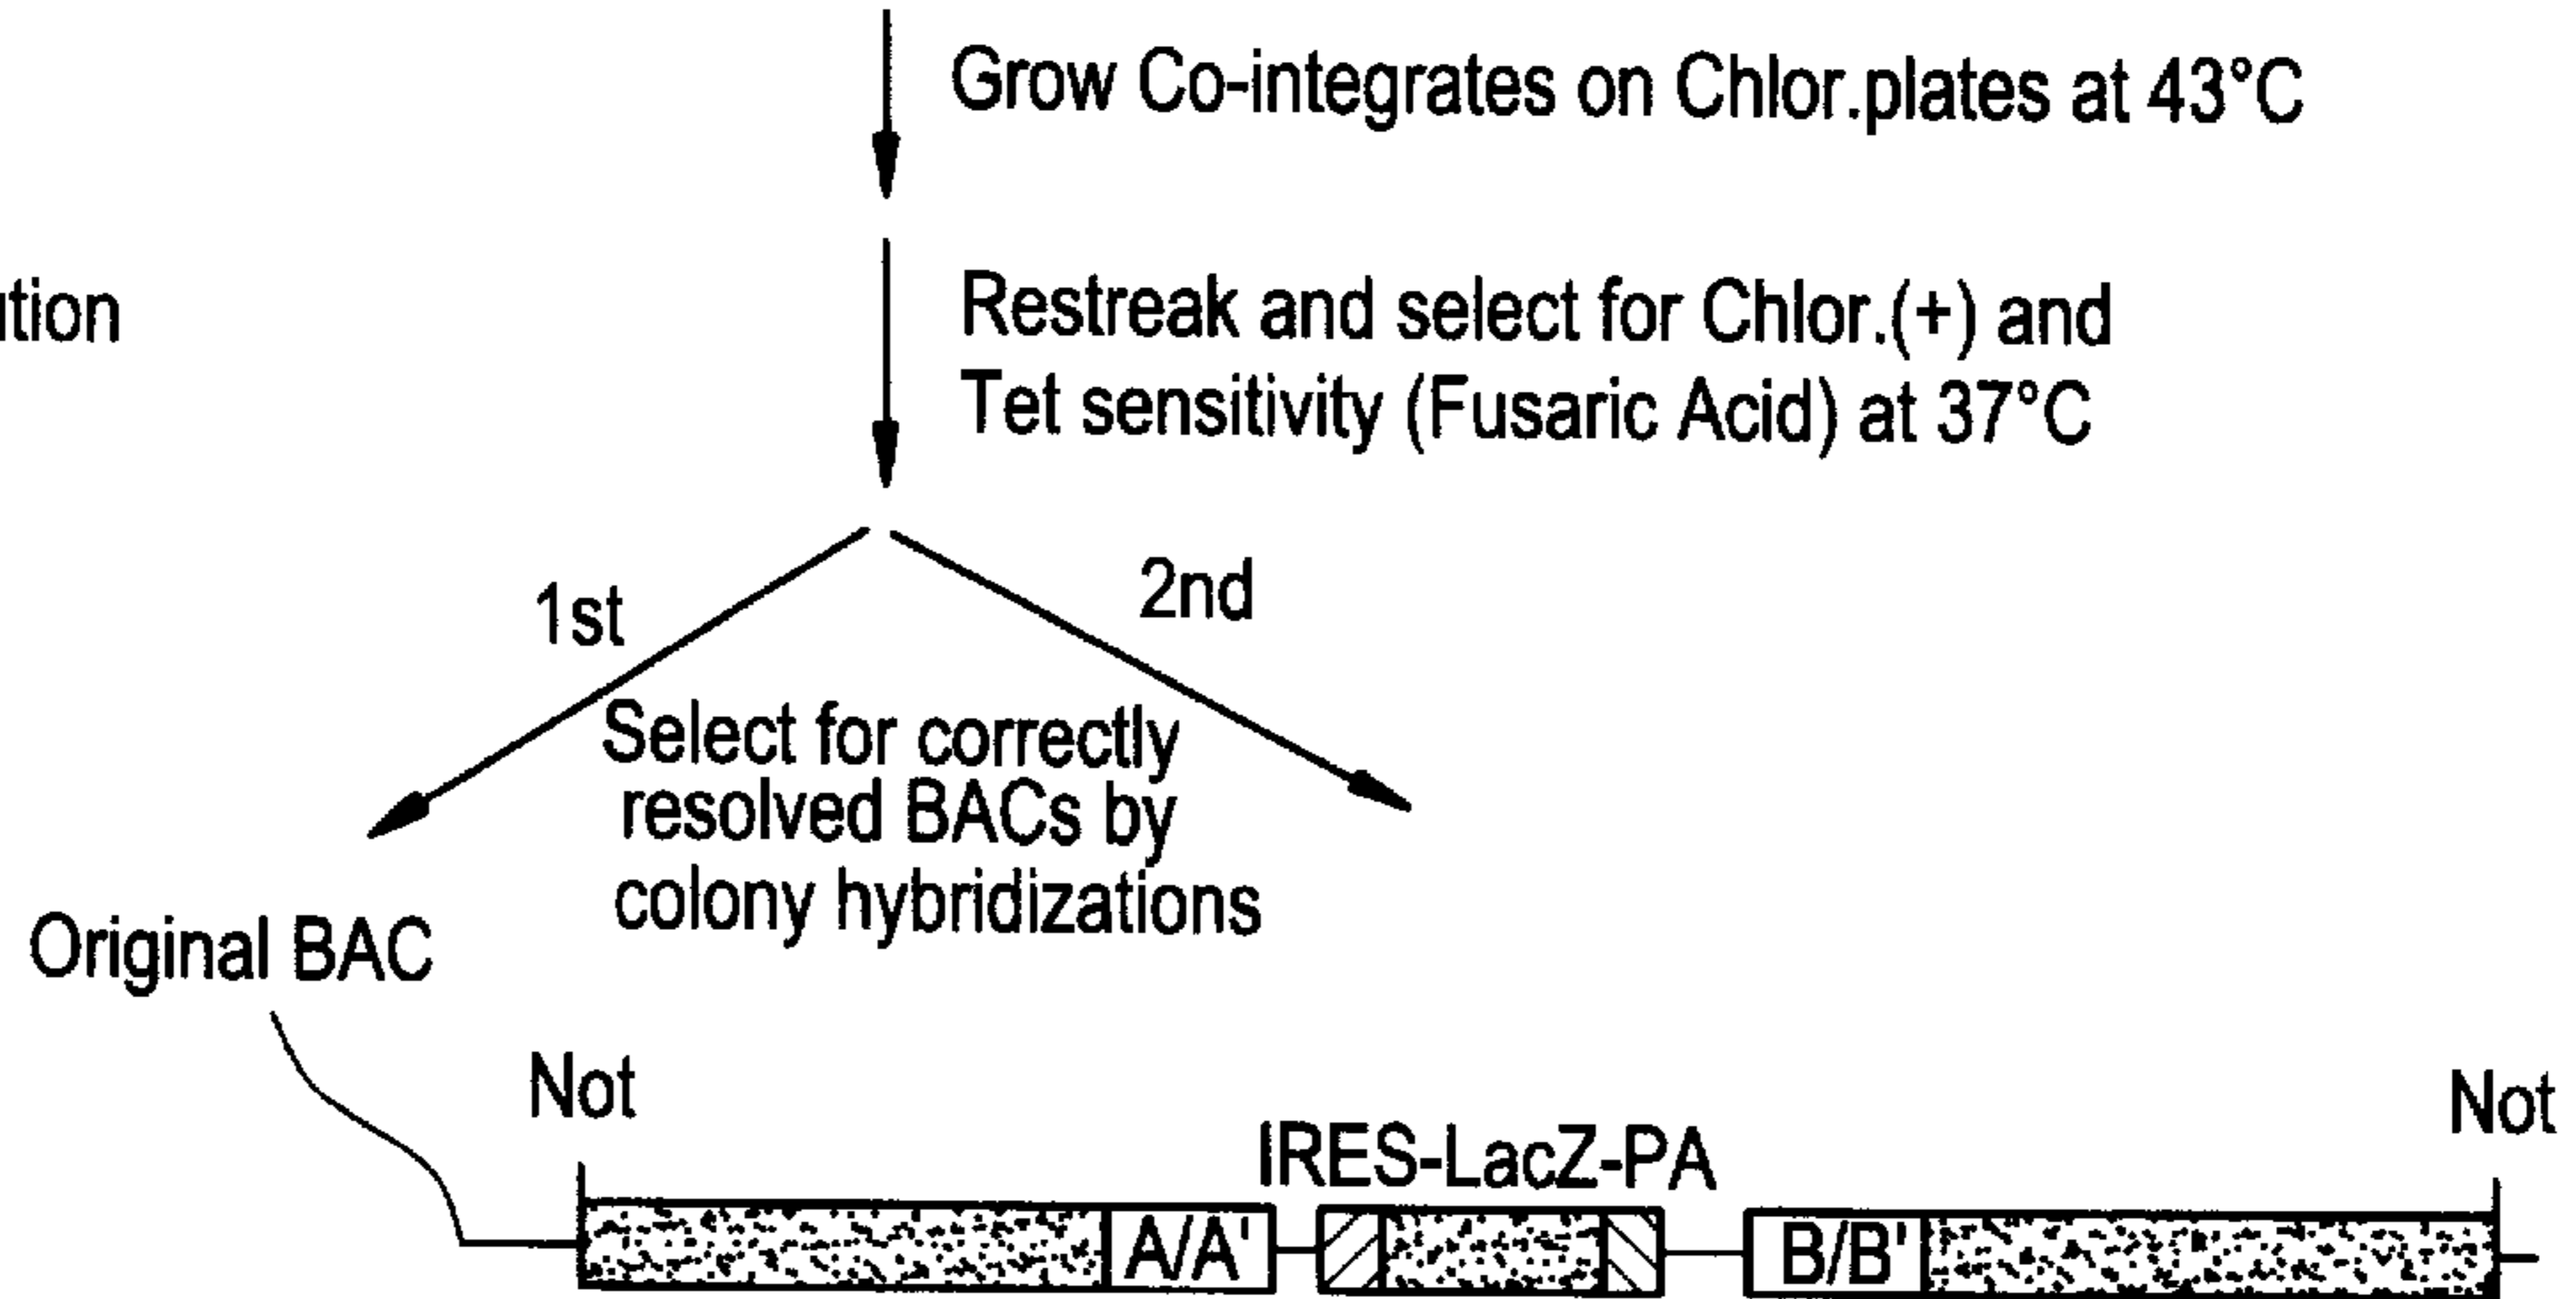 Grow Co-integrates on Chlor.plates at 43°C
Restreak and select for Chlor.(+) and
Tet sensitivity (Fusaric Acid) at 37°C
1st
2nd
Select for correctly
resolved BACs by
colony hybridizations
Original BAC
Not
Not
IRES-LacZ-PA
A/A'
B/B'